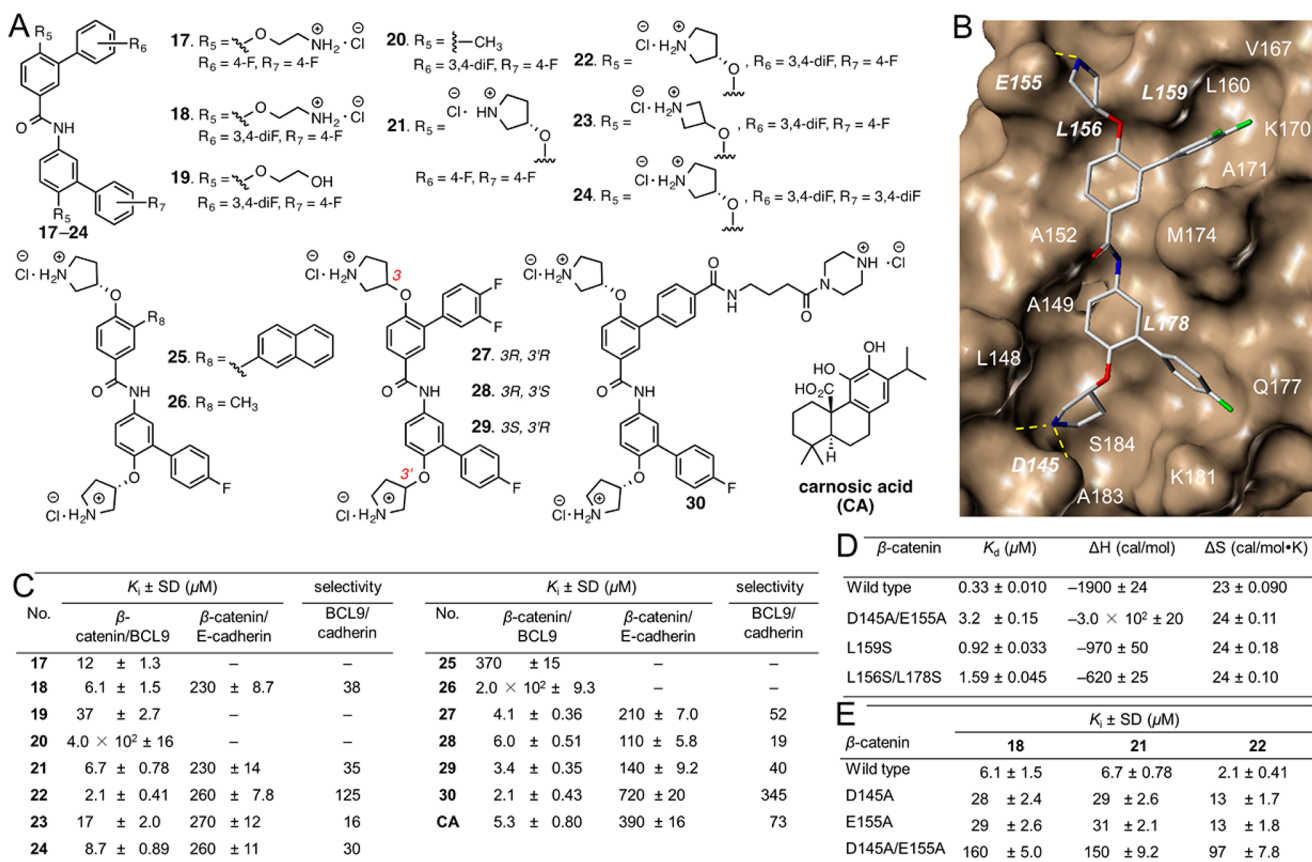 A
R5
R6
O
NH
R5
R7
17–24
17. R5 = O NH2 · Cl
R6 = 4-F, R7 = 4-F
18. R5 = O NH2 · Cl
R6 = 3,4-diF, R7 = 4-F
19. R5 = O OH
R6 = 3,4-diF, R7 = 4-F
20. R5 = CH3
R6 = 3,4-diF, R7 = 4-F
21. R5 = Cl · HN O
R6 = 4-F, R7 = 4-F
22. R5 = Cl·H2N O , R6 = 3,4-diF, R7 = 4-F
23. R5 = Cl·H2N O , R6 = 3,4-diF, R7 = 4-F
24. R5 = Cl·H2N O , R6 = 3,4-diF, R7 = 3,4-diF
Cl·H2N
O
R8
O
NH
F
O
Cl·H2N
25. R8 =
26. R8 = CH3
Cl·H2N
3
O
F
F
O
NH
3'
O
F
Cl·H2N
27. 3R, 3'R
28. 3R, 3'S
29. 3S, 3'R
Cl·H2N
O
O
N
H
O
N
NH · Cl
O
NH
F
O
Cl·H2N
30
OH
HO
HO2C
H
carnosic acid
(CA)
B
V167
E155
L159
L160
L156
K170
A171
A152
M174
A149
L178
L148
Q177
S184
D145
K181
A183
C
Ki ± SD (µM) selectivity Ki ± SD (µM) selectivity
No. β-catenin/BCL9 β-catenin/E-cadherin BCL9/cadherin No. β-catenin/BCL9 β-catenin/E-cadherin BCL9/cadherin
17 12 ± 1.3 – – 25 370 ± 15 – –
18 6.1 ± 1.5 230 ± 8.7 38 26 2.0 × 10² ± 9.3 – –
19 37 ± 2.7 – – 27 4.1 ± 0.36 210 ± 7.0 52
20 4.0 × 10² ± 16 – – 28 6.0 ± 0.51 110 ± 5.8 19
21 6.7 ± 0.78 230 ± 14 35 29 3.4 ± 0.35 140 ± 9.2 40
22 2.1 ± 0.41 260 ± 7.8 125 30 2.1 ± 0.43 720 ± 20 345
23 17 ± 2.0 270 ± 12 16 CA 5.3 ± 0.80 390 ± 16 73
24 8.7 ± 0.89 260 ± 11 30
D
β-catenin Kd (µM) ΔH (cal/mol) ΔS (cal/mol•K)
Wild type 0.33 ± 0.010 –1900 ± 24 23 ± 0.090
D145A/E155A 3.2 ± 0.15 –3.0 × 10² ± 20 24 ± 0.11
L159S 0.92 ± 0.033 –970 ± 50 24 ± 0.18
L156S/L178S 1.59 ± 0.045 –620 ± 25 24 ± 0.10
E
Ki ± SD (µM)
β-catenin 18 21 22
Wild type 6.1 ± 1.5 6.7 ± 0.78 2.1 ± 0.41
D145A 28 ± 2.4 29 ± 2.6 13 ± 1.7
E155A 29 ± 2.6 31 ± 2.1 13 ± 1.8
D145A/E155A 160 ± 5.0 150 ± 9.2 97 ± 7.8